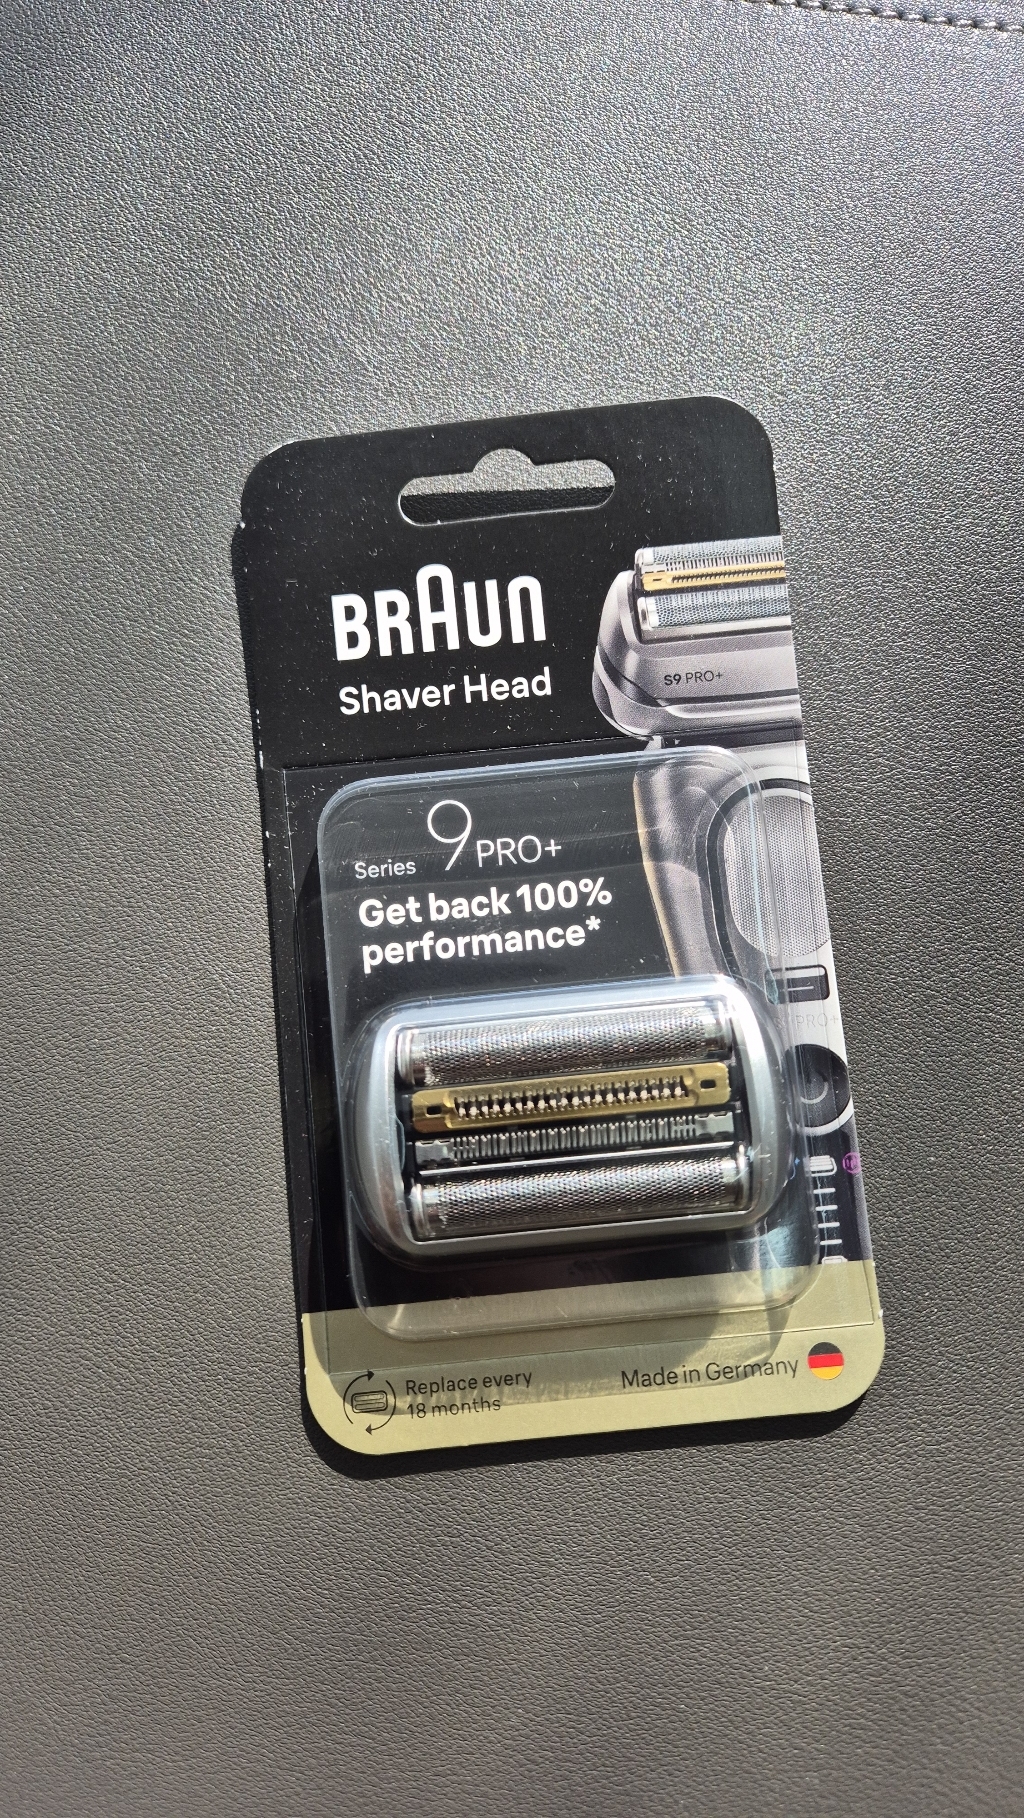 BRAUN
Shaver Head
S9 PRO+
Series 9 PRO+
Get back 100%
performance*
Replace every
18 months
Made in Germany